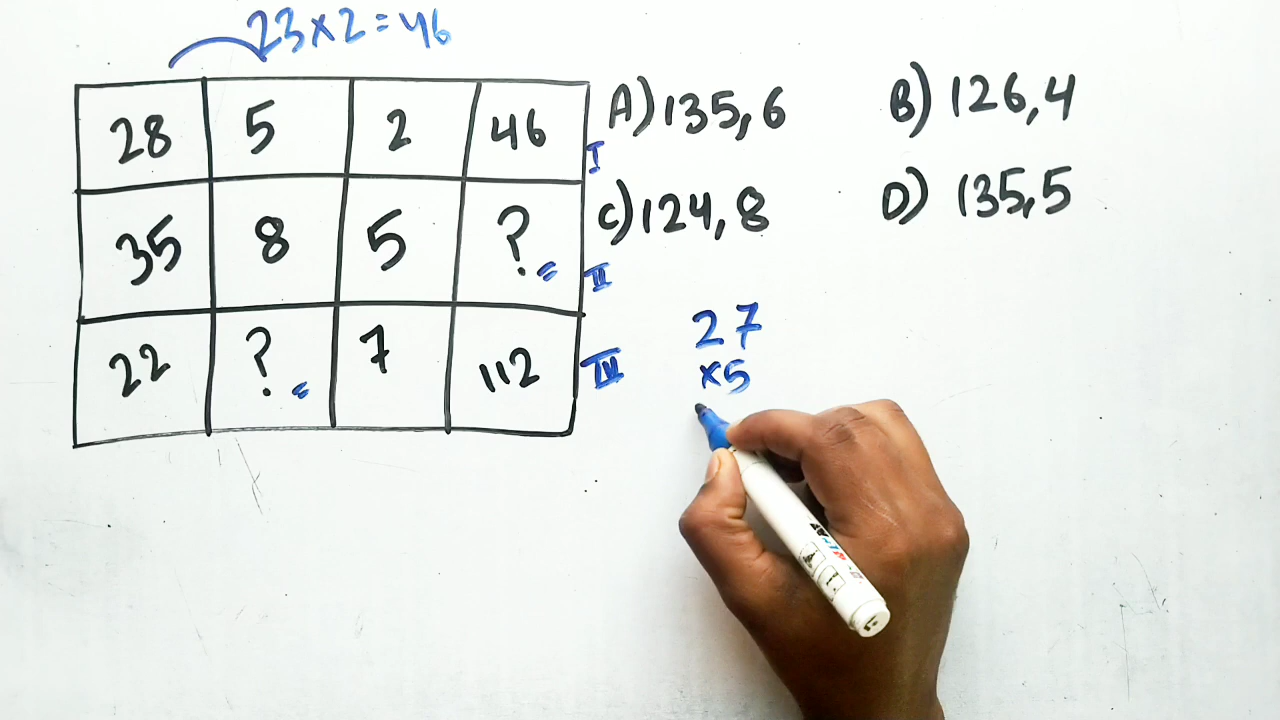 23×2=46
28 5 2 46 I
35 8 5 ? = II
22 ? = 7 112 III
A) 135, 6 B) 126, 4
C) 124, 8 D) 135, 5
27
×5